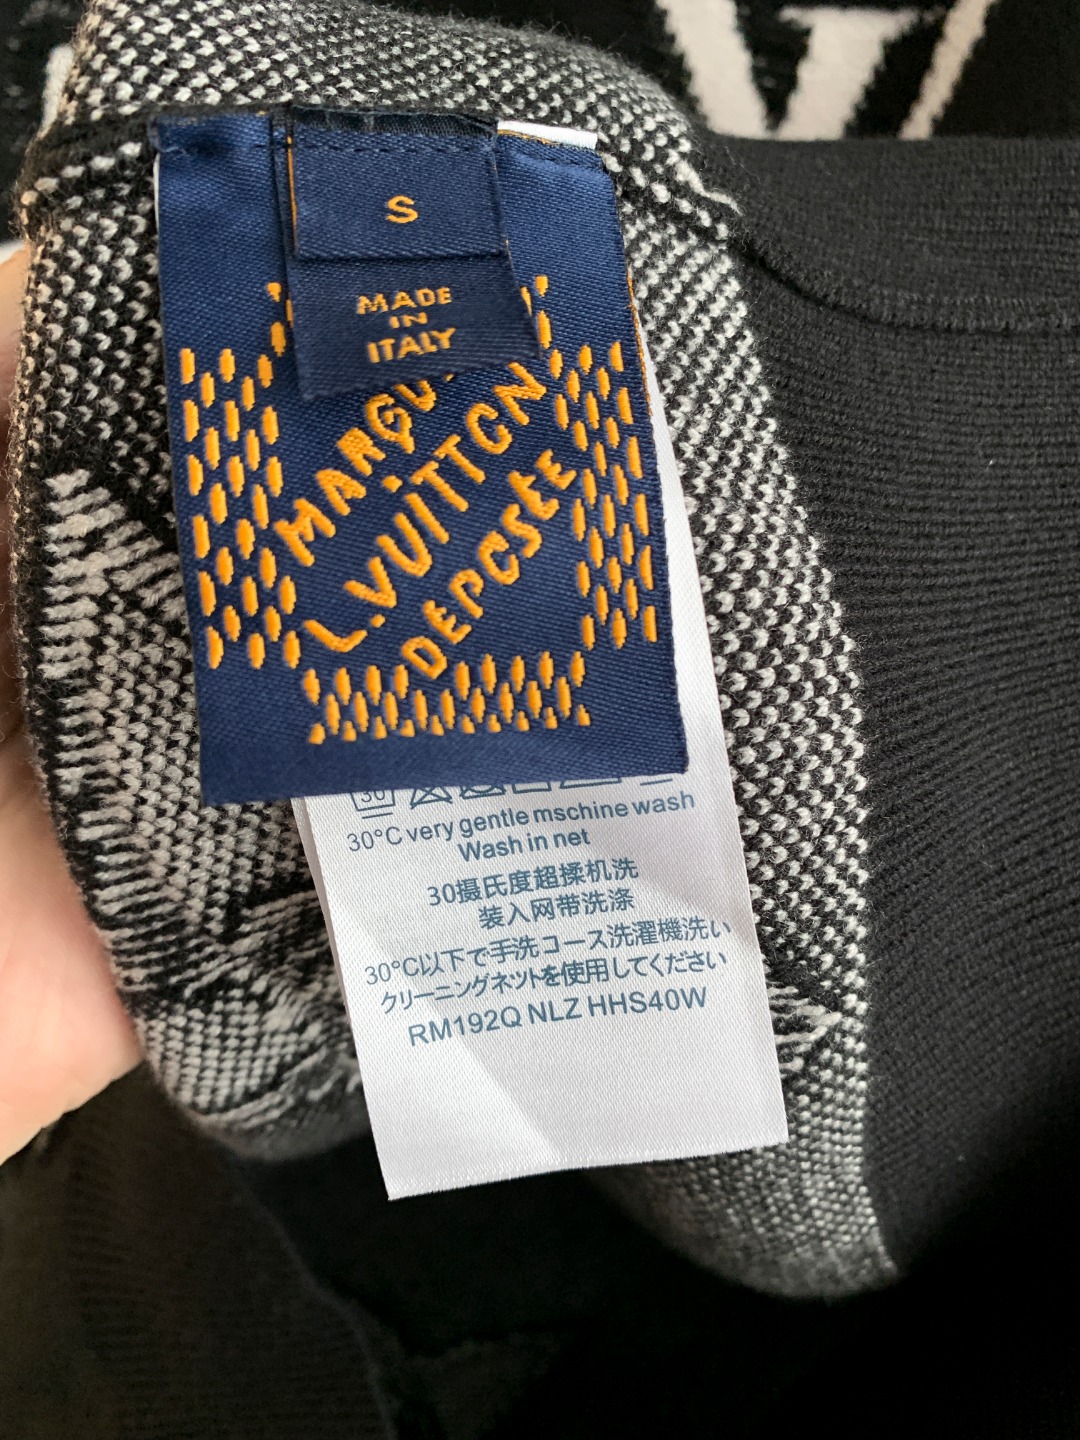 S
MADE
IN
ITALY
MARQU
L.VUITTON
DEPOSE
30
30°C very gentle mschine wash
Wash in net
30摄氏度超揉机洗
装入网带洗涤
30°C以下で手洗コース洗濯機洗い
クリーニングネットを使用してください
RM192Q NLZ HHS40W